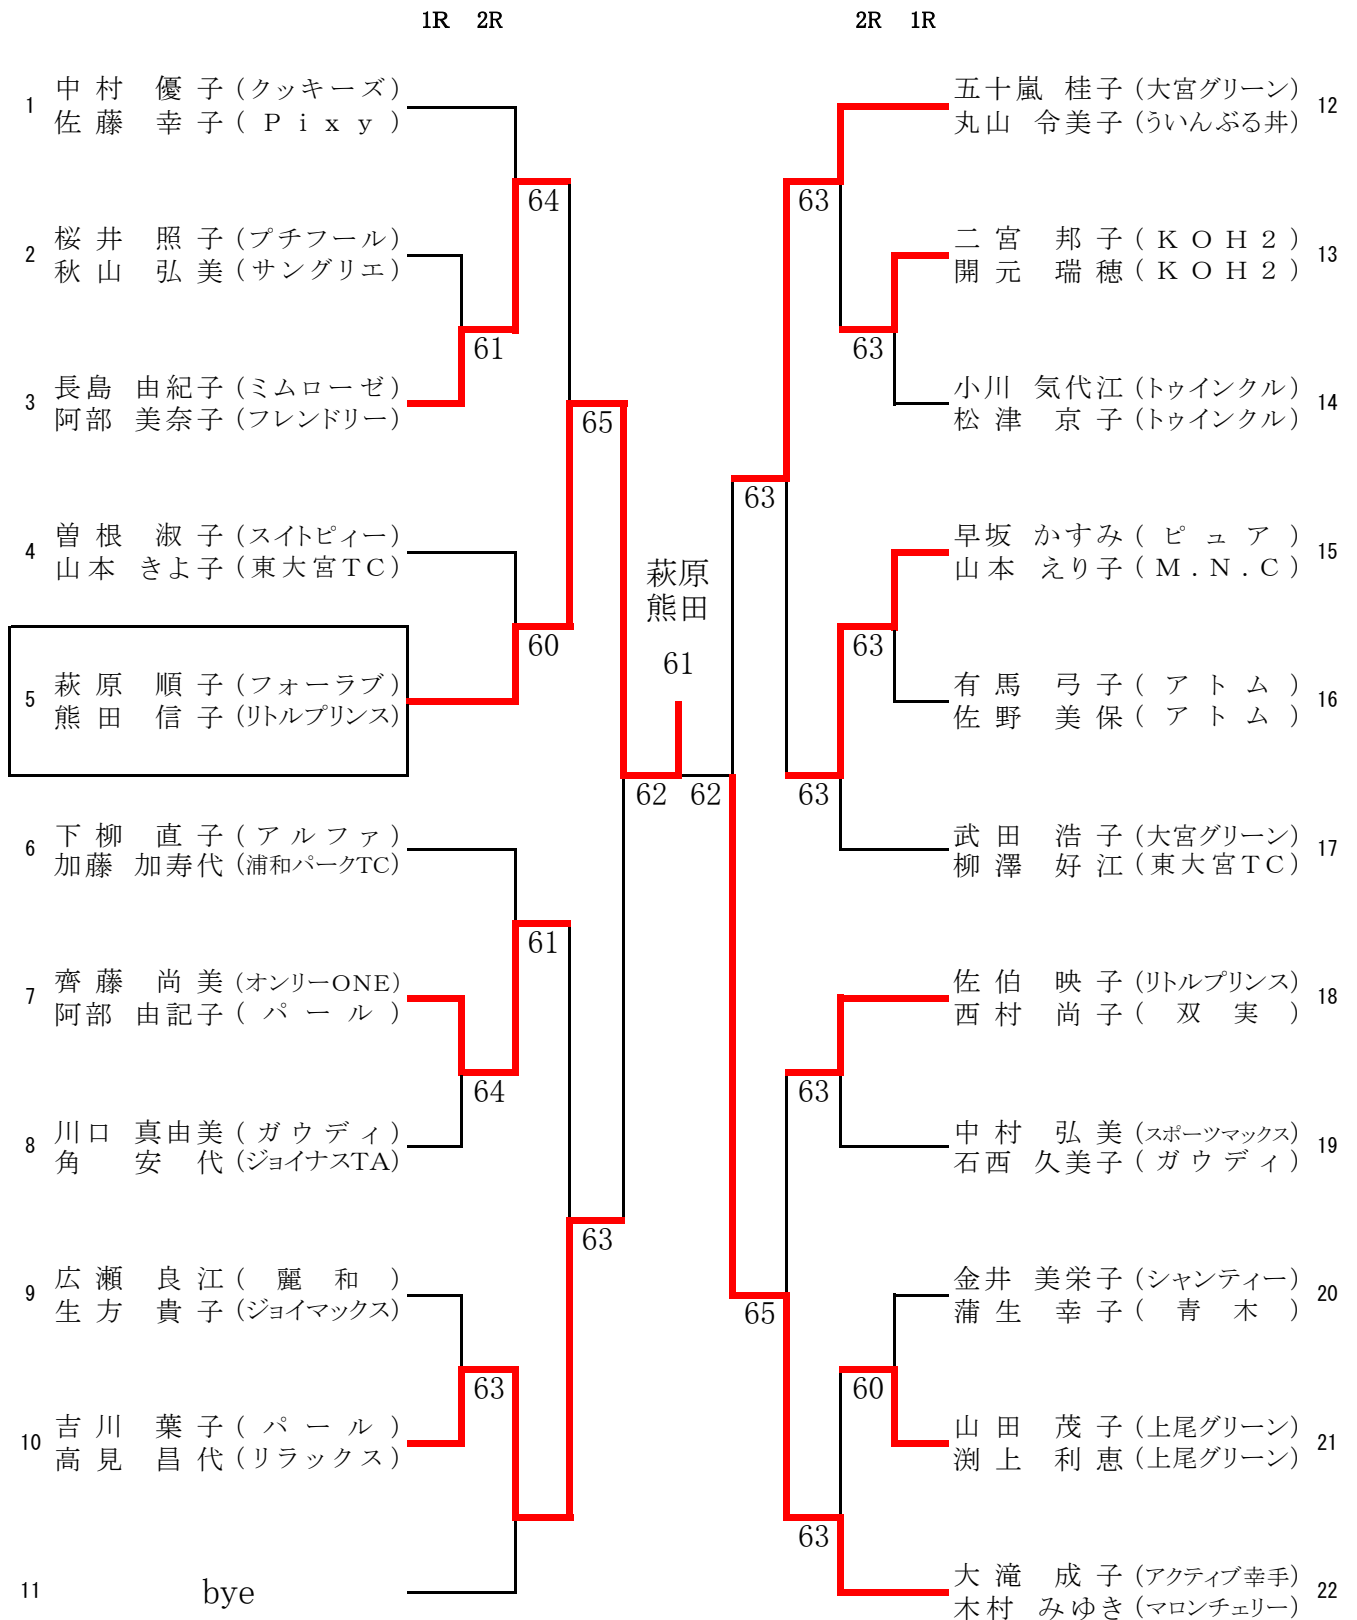 1R 2R
2R 1R
1 中村 優子(クッキーズ)
佐藤 幸子(Pixy)
2 桜井 照子(プチフール)
秋山 弘美(サングリエ)
3 長島 由紀子(ミムローゼ)
阿部 美奈子(フレンドリー)
4 曽根 淑子(スイトピィー)
山本 きよ子(東大宮TC)
5 萩原 順子(フォーラブ)
熊田 信子(リトルプリンス)
6 下柳 直子(アルファ)
加藤 加寿代(浦和パークTC)
7 齊藤 尚美(オンリーONE)
阿部 由記子(パール)
8 川口 真由美(ガウディ)
角 安代(ジョイナスTA)
9 広瀬 良江(麗和)
生方 貴子(ジョイマックス)
10 吉川 葉子(パール)
高見 昌代(リラックス)
11 bye
64
61
65
60
61
64
63
63
萩原
熊田
61
62 62
63
63
63
63
63
63
65
60
63
五十嵐 桂子(大宮グリーン) 12
丸山 令美子(ういんぶる丼)
二宮 邦子(KOH2) 13
開元 瑞穂(KOH2)
小川 気代江(トゥインクル) 14
松津 京子(トゥインクル)
早坂 かすみ(ピュア) 15
山本 えり子(M.N.C)
有馬 弓子(アトム) 16
佐野 美保(アトム)
武田 浩子(大宮グリーン) 17
柳澤 好江(東大宮TC)
佐伯 映子(リトルプリンス) 18
西村 尚子(双実)
中村 弘美(スポーツマックス) 19
石西 久美子(ガウディ)
金井 美栄子(シャンティー) 20
蒲生 幸子(青木)
山田 茂子(上尾グリーン) 21
渕上 利恵(上尾グリーン)
大滝 成子(アクティブ幸手) 22
木村 みゆき(マロンチェリー)